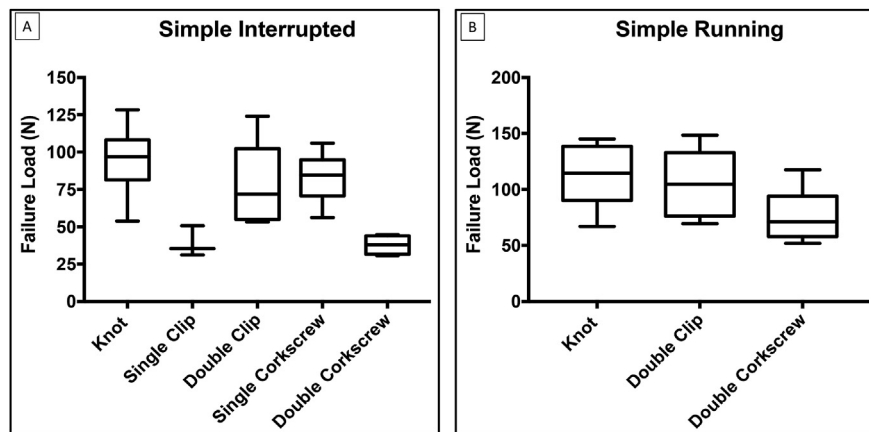 A
Simple Interrupted
Failure Load (N)
150
125
100
75
50
25
0
Knot
Single Clip
Double Clip
Single Corkscrew
Double Corkscrew
B
Simple Running
Failure Load (N)
200
150
100
50
0
Knot
Double Clip
Double Corkscrew